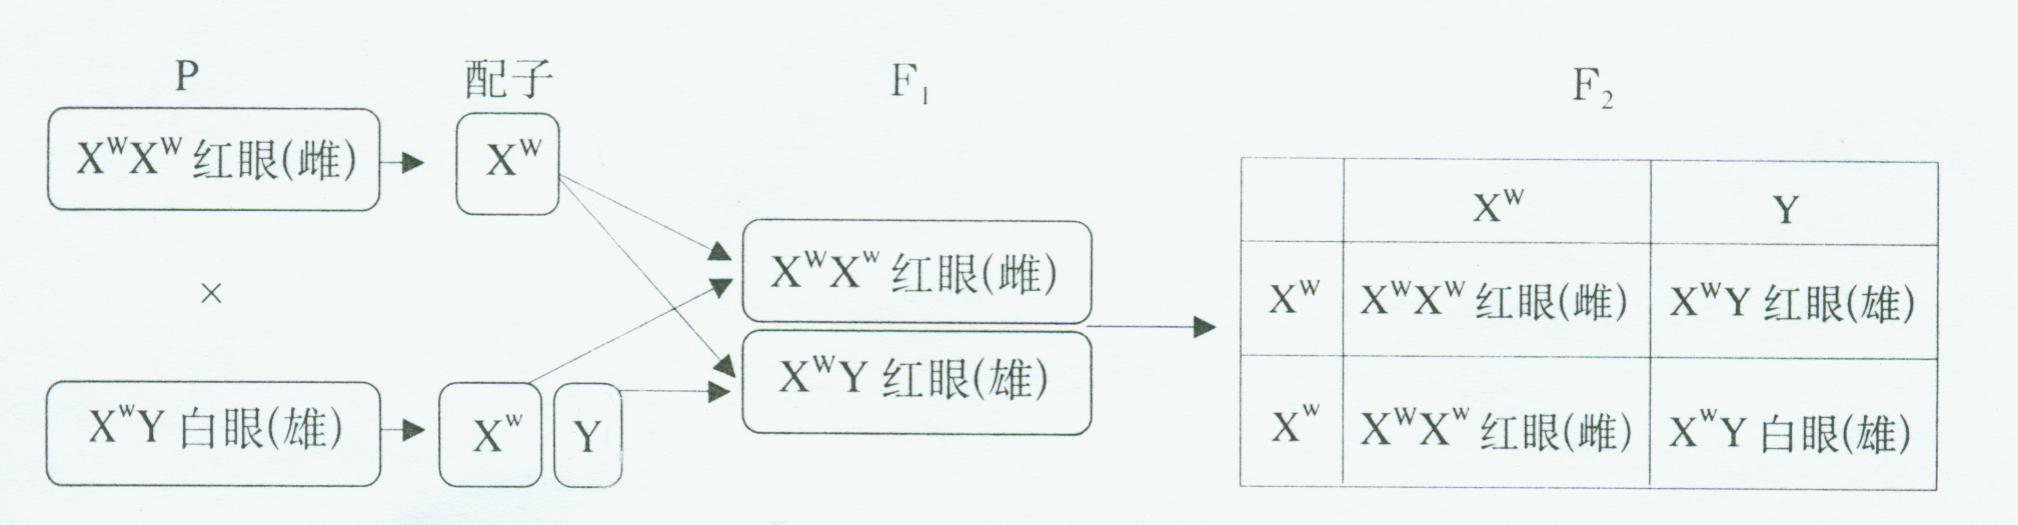 P 配子 F₁ F₂
XᵂXᵂ 红眼(雌) Xᵂ
Xᵂ Y
XᵂXʷ 红眼(雌)
× Xᵂ XᵂXᵂ 红眼(雌) XᵂY 红眼(雄)
XᵂY 红眼(雄)
XʷY 白眼(雄) Xʷ Y Xʷ XᵂXʷ 红眼(雌) XʷY 白眼(雄)